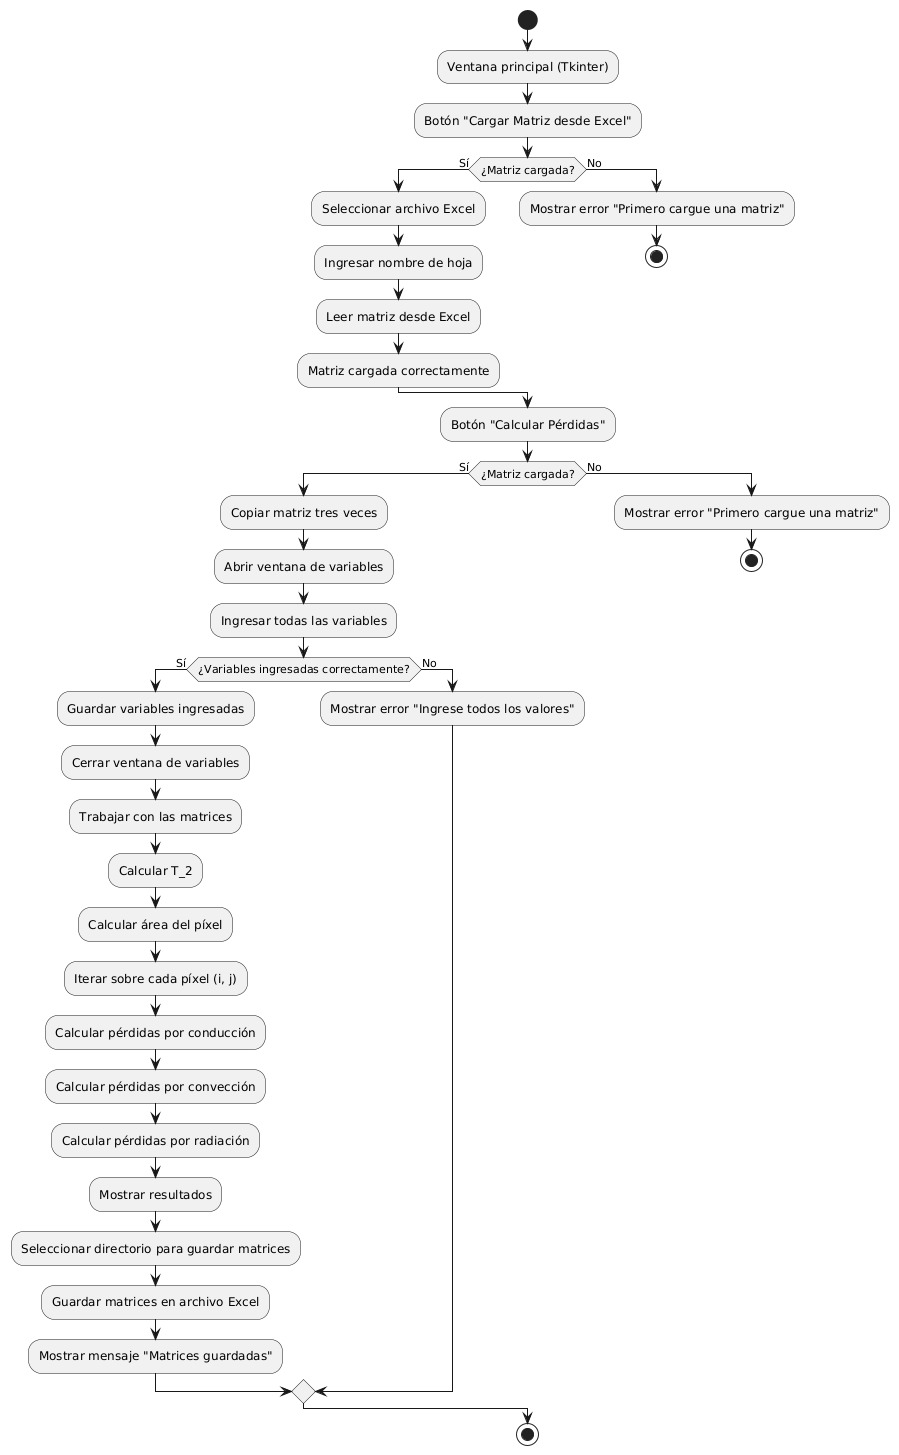 Ventana principal (Tkinter)
Botón "Cargar Matriz desde Excel"
Sí
¿Matriz cargada?
No
Seleccionar archivo Excel
Mostrar error "Primero cargue una matriz"
Ingresar nombre de hoja
Leer matriz desde Excel
Matriz cargada correctamente
Botón "Calcular Pérdidas"
Sí
¿Matriz cargada?
No
Copiar matriz tres veces
Mostrar error "Primero cargue una matriz"
Abrir ventana de variables
Ingresar todas las variables
Sí
¿Variables ingresadas correctamente?
No
Guardar variables ingresadas
Mostrar error "Ingrese todos los valores"
Cerrar ventana de variables
Trabajar con las matrices
Calcular T_2
Calcular área del píxel
Iterar sobre cada píxel (i, j)
Calcular pérdidas por conducción
Calcular pérdidas por convección
Calcular pérdidas por radiación
Mostrar resultados
Seleccionar directorio para guardar matrices
Guardar matrices en archivo Excel
Mostrar mensaje "Matrices guardadas"